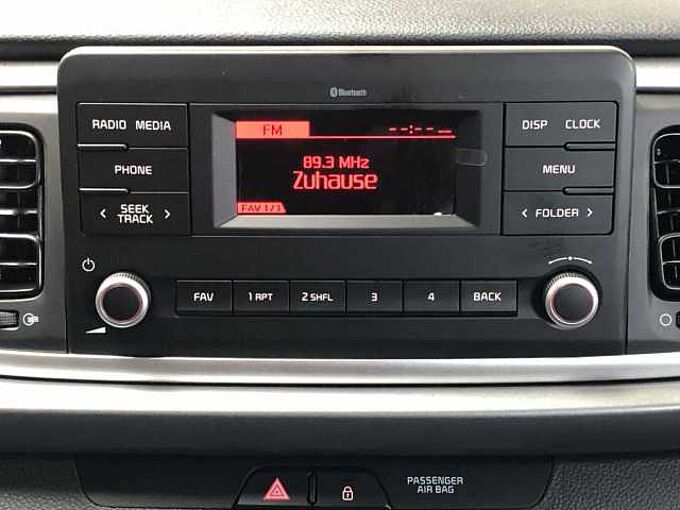 Bluetooth
RADIO MEDIA
PHONE
< SEEK TRACK >
FM --:-- --
89.3 MHz
Zuhause
FAV 1/1
DISP CLOCK
MENU
< FOLDER >
FAV
1 RPT
2 SHFL
3
4
BACK
PASSENGER
AIR BAG